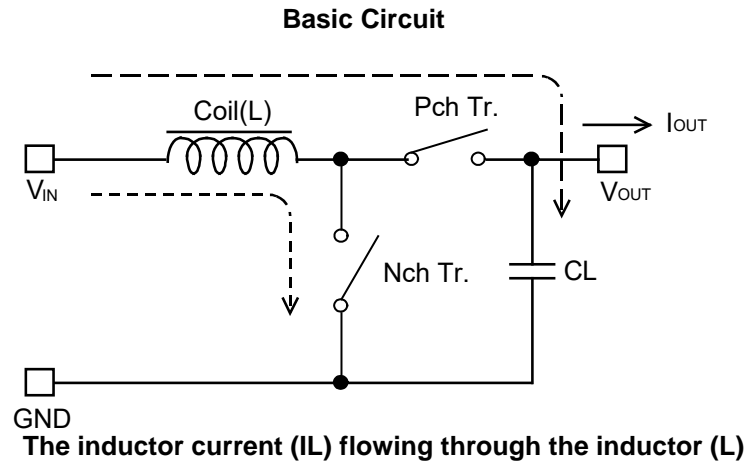 Basic Circuit
Coil(L)
Pch Tr.
IOUT
VIN
VOUT
Nch Tr.
CL
GND
The inductor current (IL) flowing through the inductor (L)